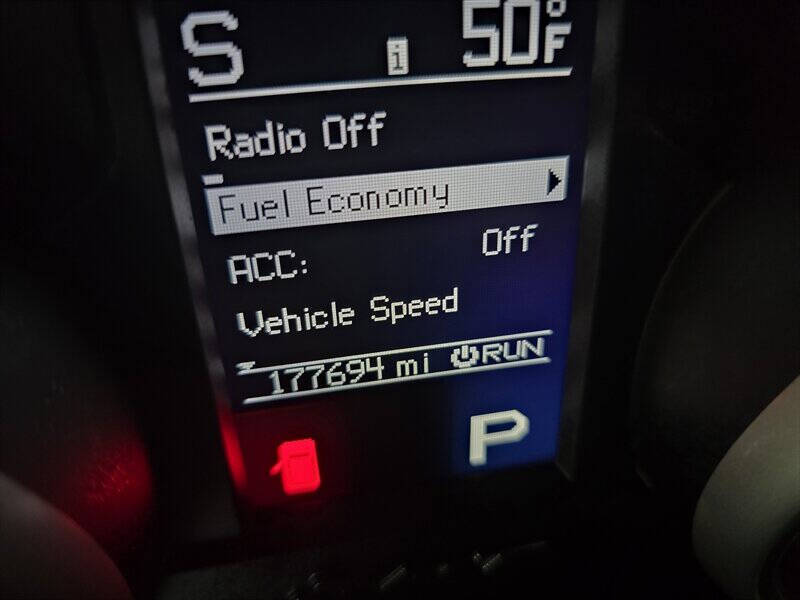 S i 50°F
Radio Off
Fuel Economy
ACC: Off
Vehicle Speed
177694 mi RUN
P